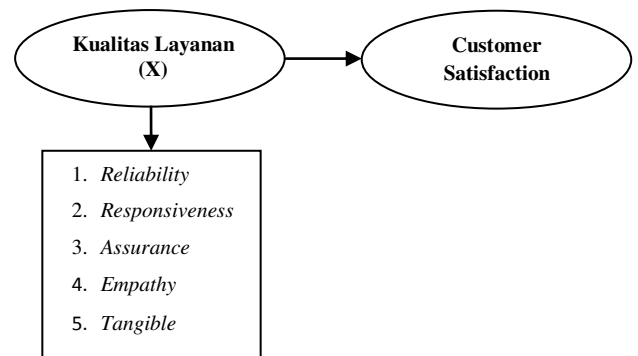 Kualitas Layanan
(X)
Customer
Satisfaction
1. Reliability
2. Responsiveness
3. Assurance
4. Empathy
5. Tangible